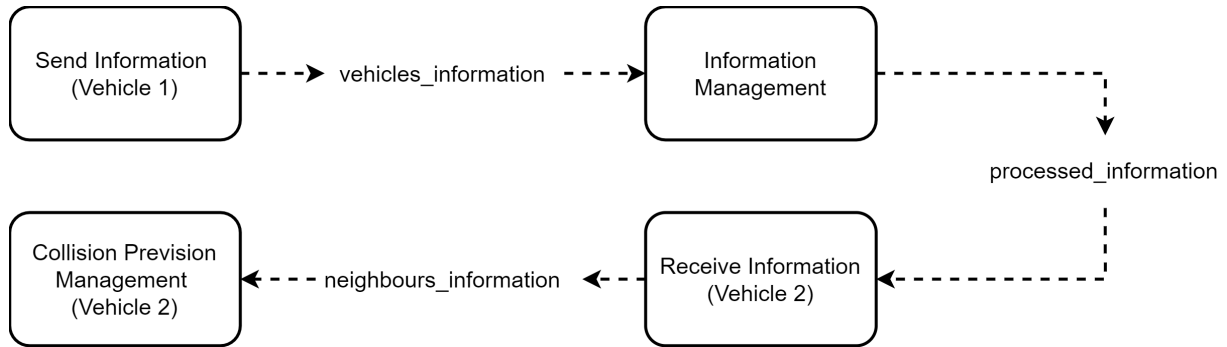 Send Information
(Vehicle 1)
vehicles_information
Information
Management
processed_information
Collision Prevision
Management
(Vehicle 2)
neighbours_information
Receive Information
(Vehicle 2)